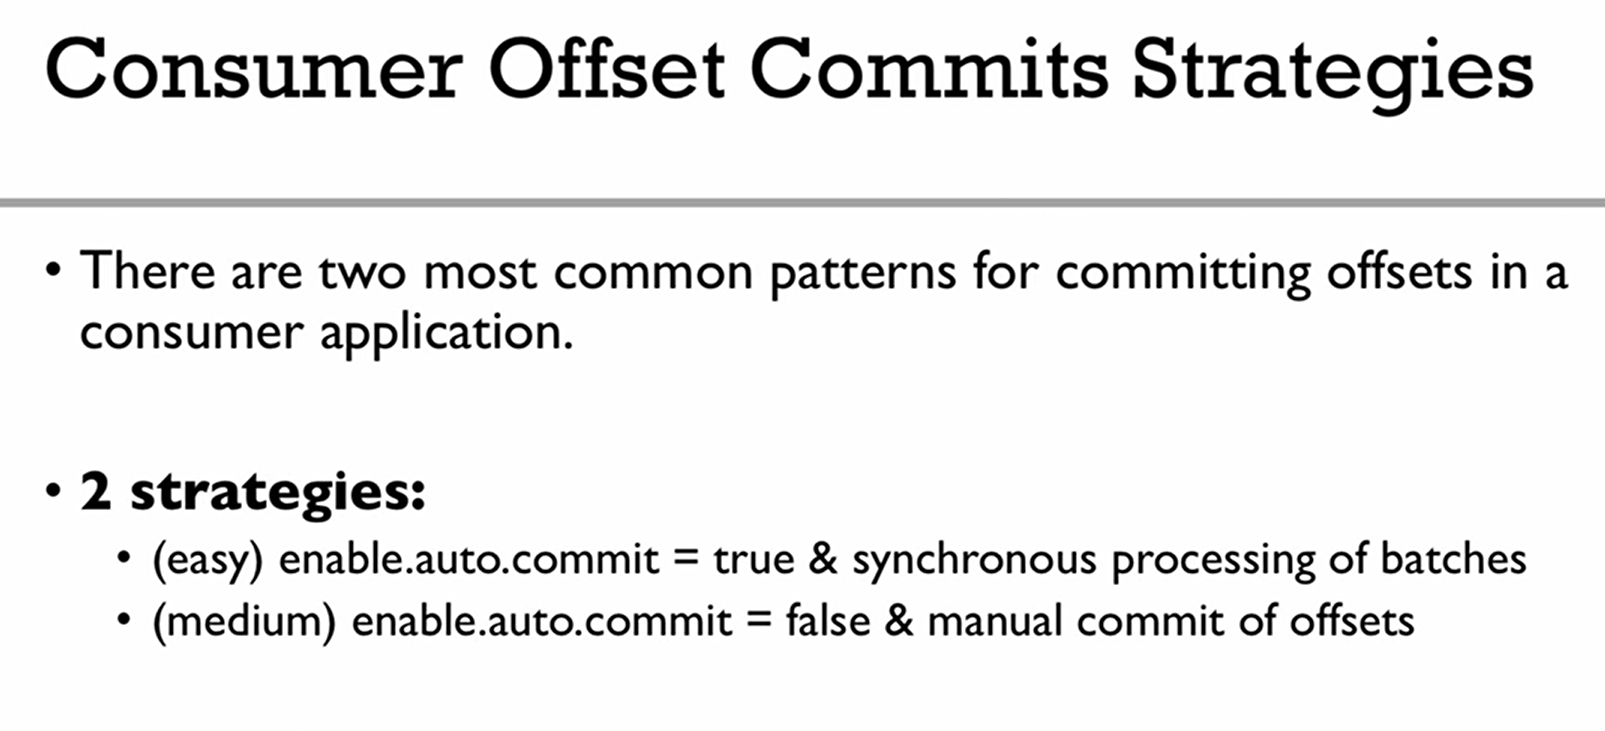 Consumer Offset Commits Strategies
• There are two most common patterns for committing offsets in a
consumer application.
• 2 strategies:
• (easy) enable.auto.commit = true & synchronous processing of batches
• (medium) enable.auto.commit = false & manual commit of offsets